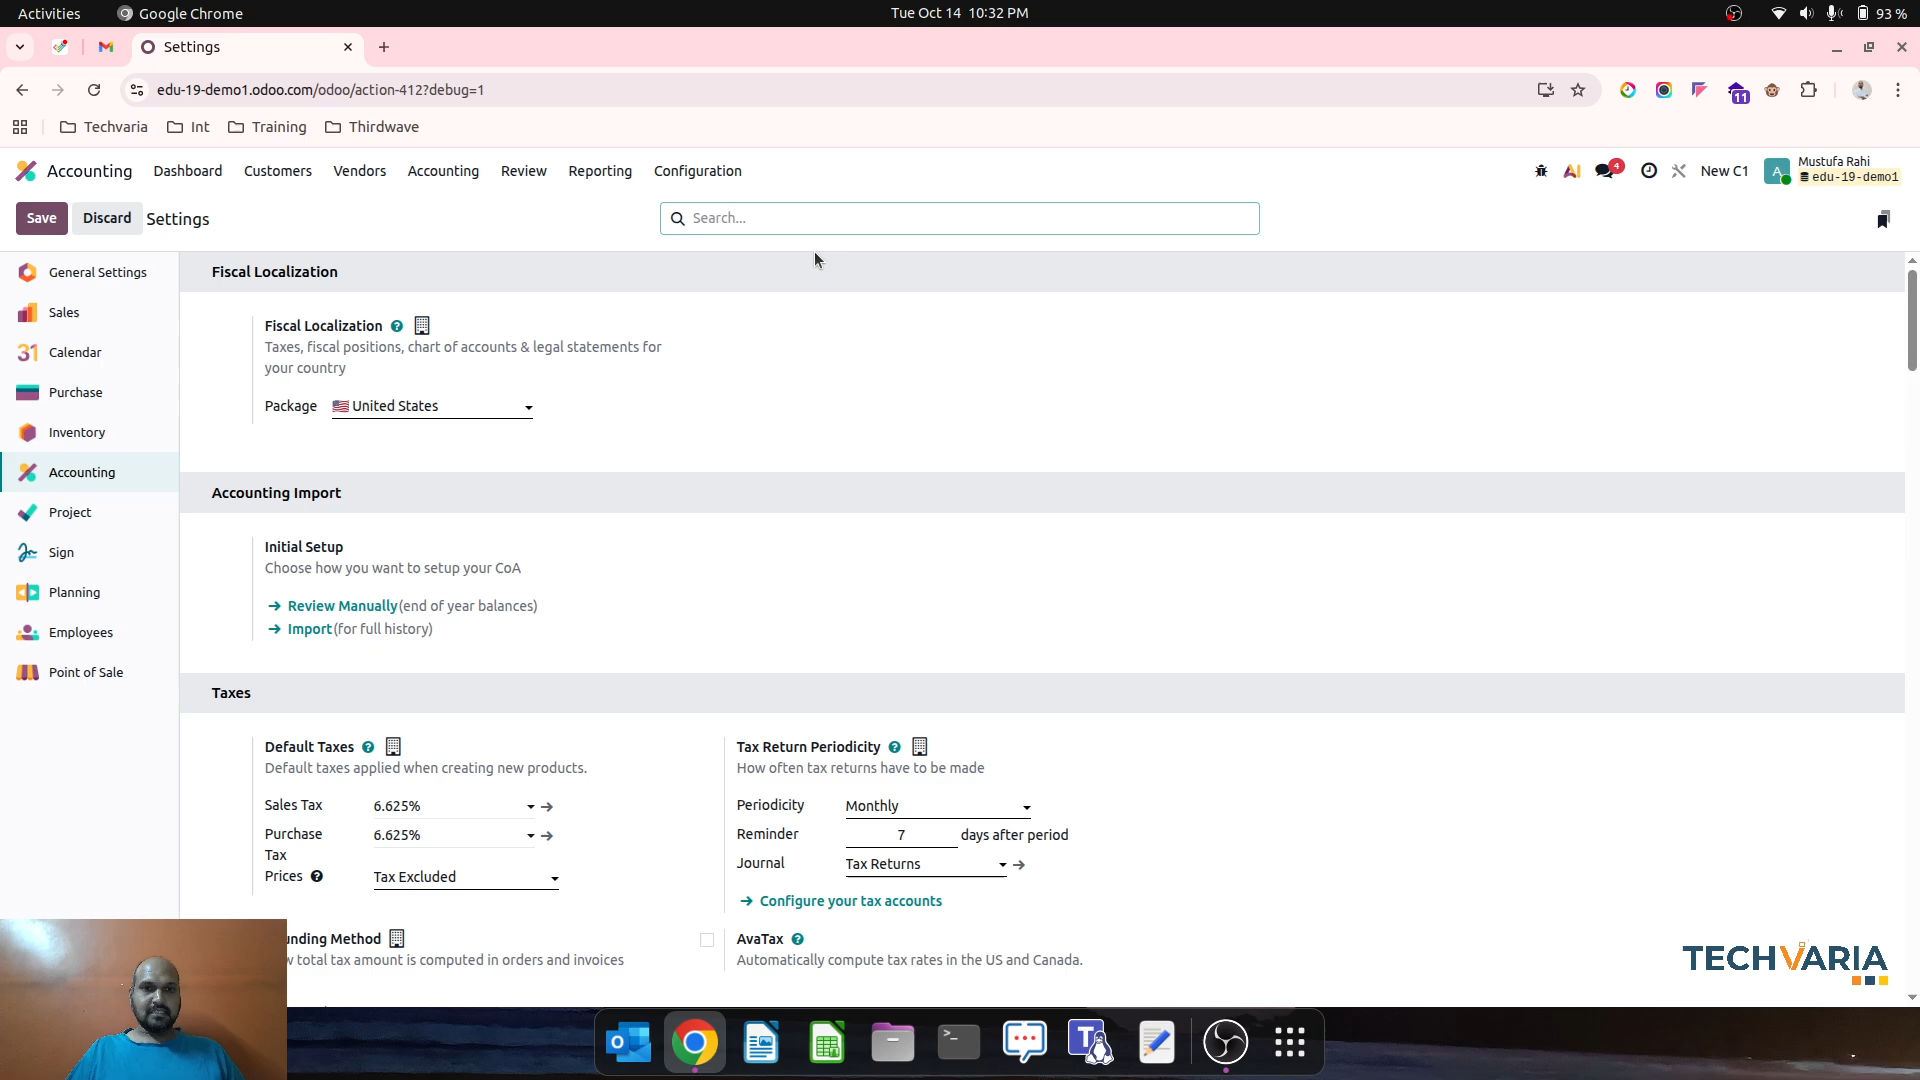 Activities
Google Chrome
Tue Oct 14 10:32 PM
93 %
Settings
edu-19-demo1.odoo.com/odoo/action-412?debug=1
11
Techvaria
Int
Training
Thirdwave
Accounting
Dashboard
Customers
Vendors
Accounting
Review
Reporting
Configuration
AI
4
New C1
A
Mustufa Rahi
edu-19-demo1
Save
Discard
Settings
Search...
General Settings
Sales
31 Calendar
Purchase
Inventory
Accounting
Project
Sign
Planning
Employees
Point of Sale
Fiscal Localization
Fiscal Localization ?
Taxes, fiscal positions, chart of accounts & legal statements for
your country
Package United States
Accounting Import
Initial Setup
Choose how you want to setup your CoA
Review Manually (end of year balances)
Import (for full history)
Taxes
Default Taxes ?
Default taxes applied when creating new products.
Sales Tax 6.625%
Purchase 6.625%
Tax
Prices ? Tax Excluded
Tax Return Periodicity ?
How often tax returns have to be made
Periodicity Monthly
Reminder 7 days after period
Journal Tax Returns
Configure your tax accounts
unding Method
w total tax amount is computed in orders and invoices
AvaTax ?
Automatically compute tax rates in the US and Canada.
TECHVARIA